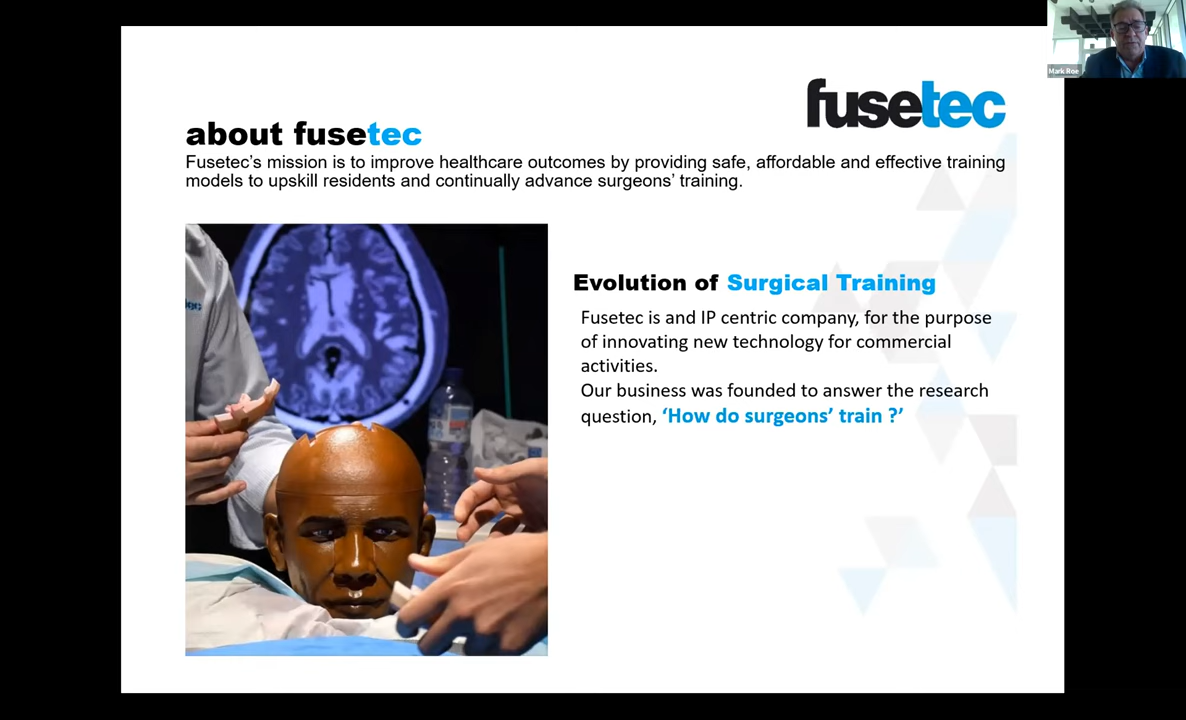 Mark Roe
fusetec
about fusetec
Fusetec's mission is to improve healthcare outcomes by providing safe, affordable and effective training
models to upskill residents and continually advance surgeons' training.
Evolution of Surgical Training
Fusetec is and IP centric company, for the purpose
of innovating new technology for commercial
activities.
Our business was founded to answer the research
question, ‘How do surgeons’ train ?’